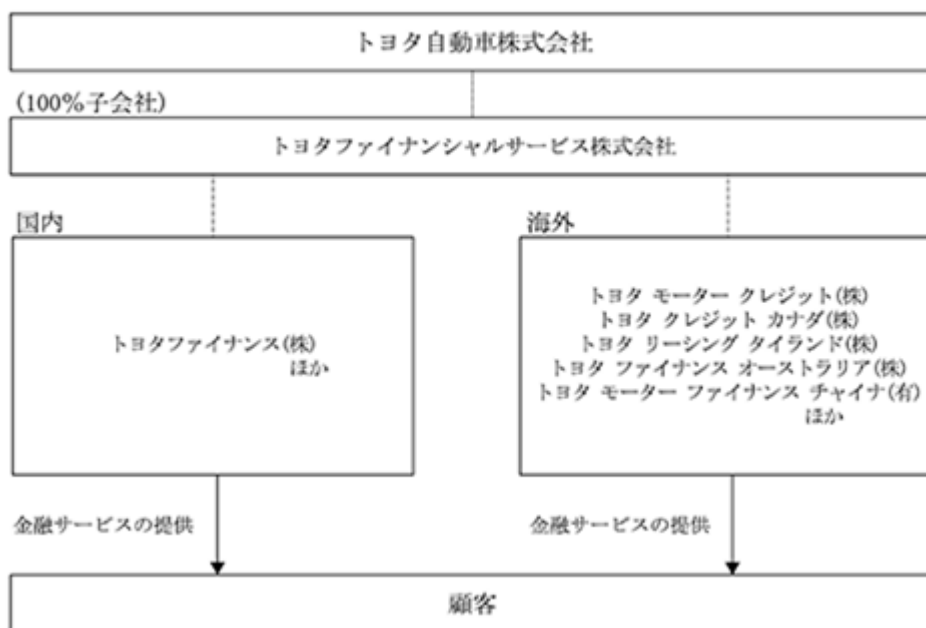 トヨタ自動車株式会社
(100%子会社)
トヨタファイナンシャルサービス株式会社
国内
トヨタファイナンス(株)
ほか
海外
トヨタ モーター クレジット(株)
トヨタ クレジット カナダ(株)
トヨタ リーシング タイランド(株)
トヨタ ファイナンス オーストラリア(株)
トヨタ モーター ファイナンス チャイナ(有)
ほか
金融サービスの提供
金融サービスの提供
顧客